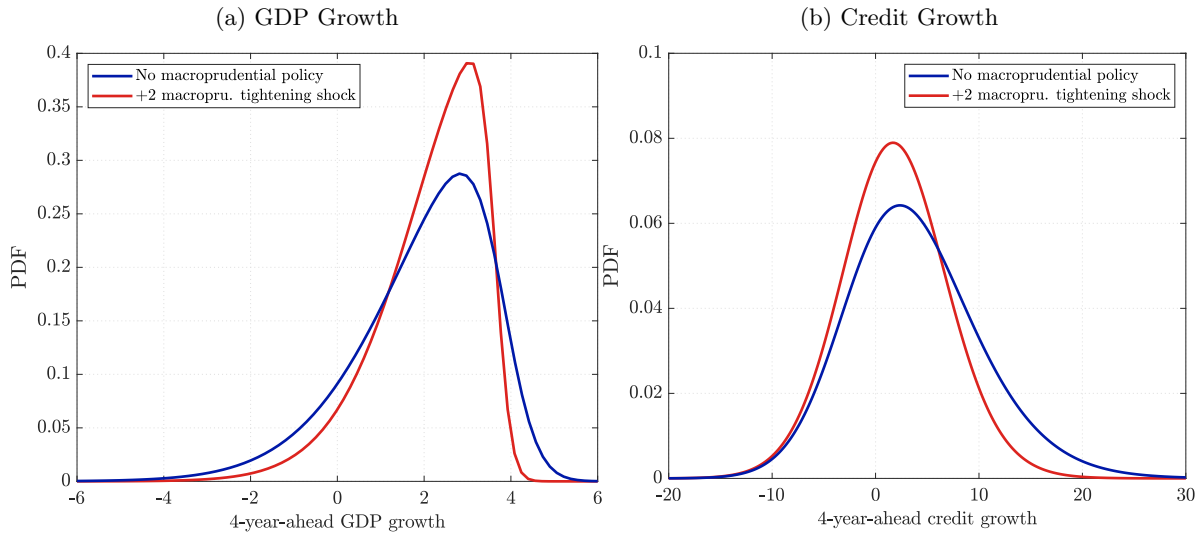 (a) GDP Growth
No macroprudential policy
+2 macropru. tightening shock
PDF
0.4
0.35
0.3
0.25
0.2
0.15
0.1
0.05
0
-6
-4
-2
0
2
4
6
4-year-ahead GDP growth
(b) Credit Growth
No macroprudential policy
+2 macropru. tightening shock
PDF
0.1
0.08
0.06
0.04
0.02
0
-20
-10
0
10
20
30
4-year-ahead credit growth